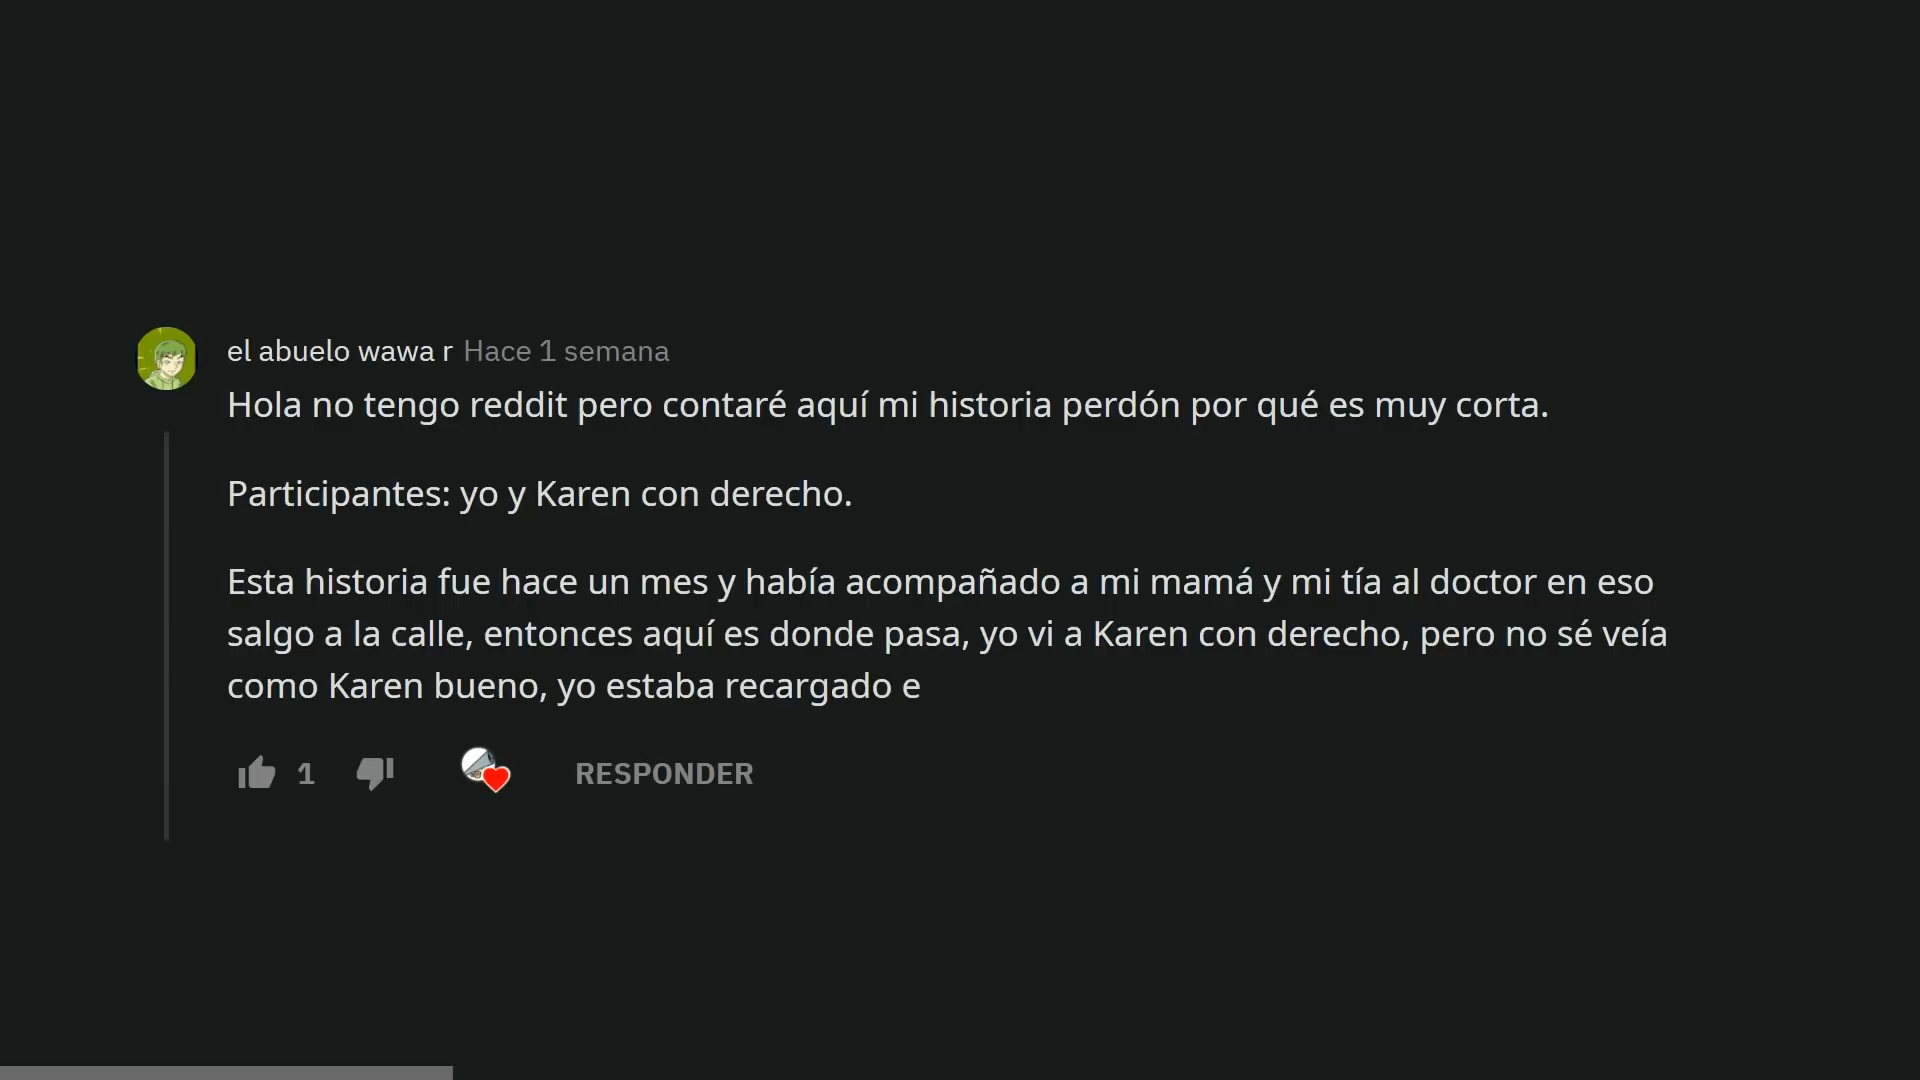 el abuelo wawa r Hace 1 semana
Hola no tengo reddit pero contaré aquí mi historia perdón por qué es muy corta.
Participantes: yo y Karen con derecho.
Esta historia fue hace un mes y había acompañado a mi mamá y mi tía al doctor en eso
salgo a la calle, entonces aquí es donde pasa, yo vi a Karen con derecho, pero no sé veía
como Karen bueno, yo estaba recargado e
1 RESPONDER